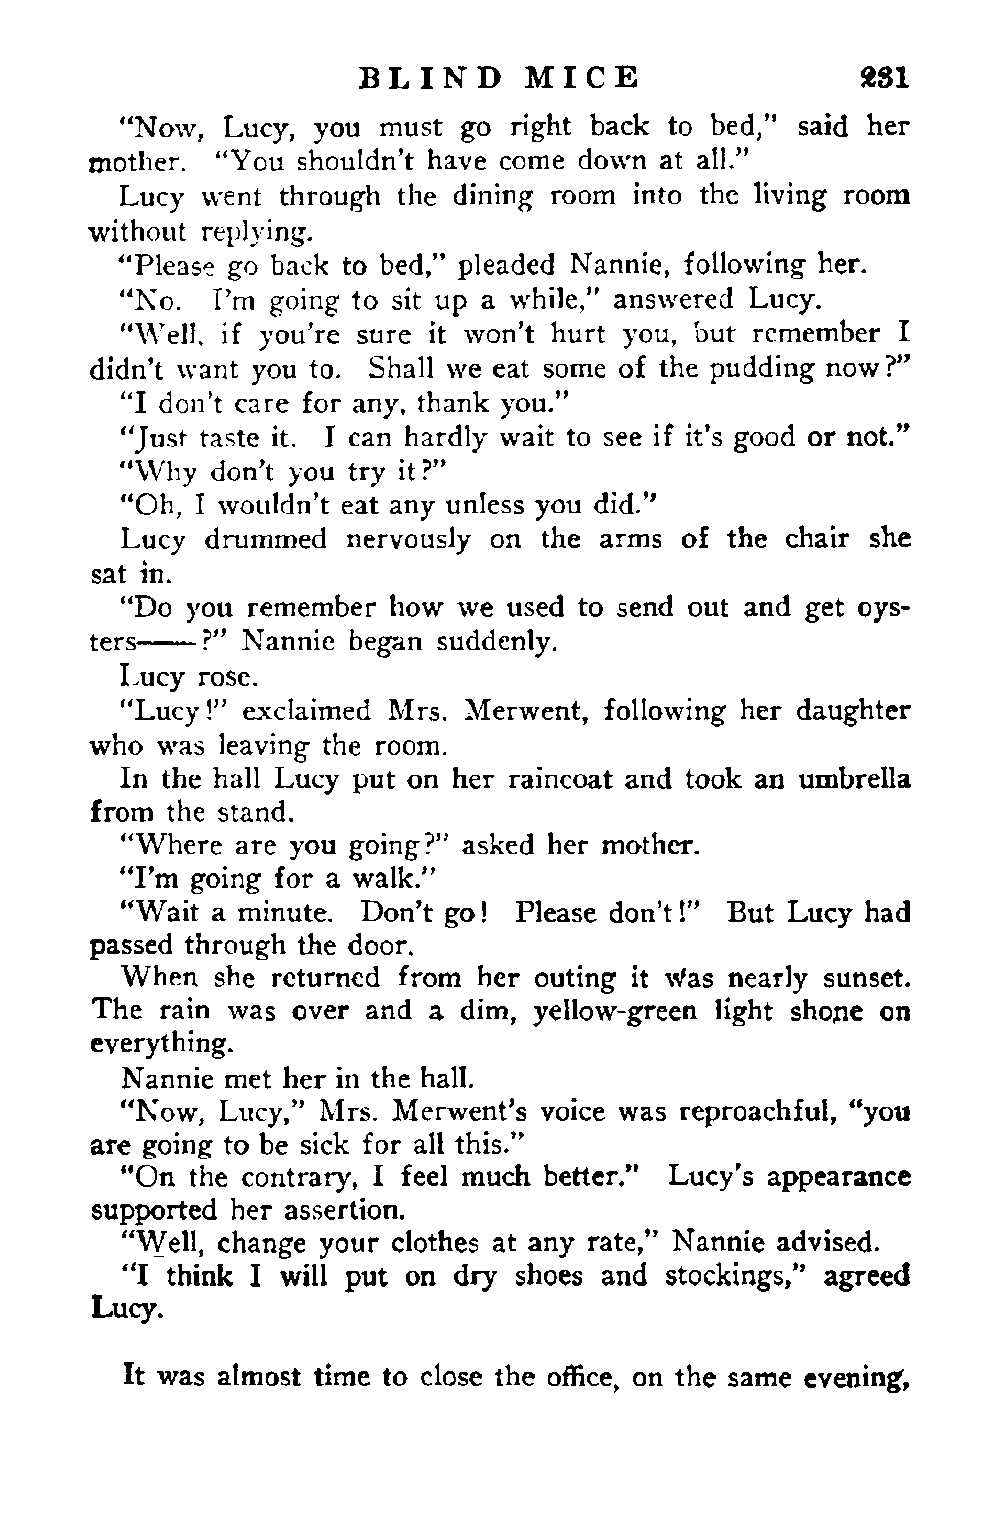 BLIND MICE 231
“Now, Lucy, you must go right back to bed,” said her
mother. “You shouldn’t have come down at all.”
Lucy went through the dining room into the living room
without replying.
“Please go back to bed,” pleaded Nannie, following her.
“No. I’m going to sit up a while,” answered Lucy.
“Well, if you’re sure it won’t hurt you, but remember I
didn’t want you to. Shall we eat some of the pudding now?”
“I don’t care for any, thank you.”
“Just taste it. I can hardly wait to see if it’s good or not.”
“Why don’t you try it?”
“Oh, I wouldn’t eat any unless you did.”
Lucy drummed nervously on the arms of the chair she
sat in.
“Do you remember how we used to send out and get oys-
ters——?” Nannie began suddenly.
Lucy rose.
“Lucy!” exclaimed Mrs. Merwent, following her daughter
who was leaving the room.
In the hall Lucy put on her raincoat and took an umbrella
from the stand.
“Where are you going?” asked her mother.
“I’m going for a walk.”
“Wait a minute. Don’t go! Please don’t!” But Lucy had
passed through the door.
When she returned from her outing it was nearly sunset.
The rain was over and a dim, yellow-green light shone on
everything.
Nannie met her in the hall.
“Now, Lucy,” Mrs. Merwent’s voice was reproachful, “you
are going to be sick for all this.”
“On the contrary, I feel much better.” Lucy’s appearance
supported her assertion.
“Well, change your clothes at any rate,” Nannie advised.
“I think I will put on dry shoes and stockings,” agreed
Lucy.
It was almost time to close the office, on the same evening,